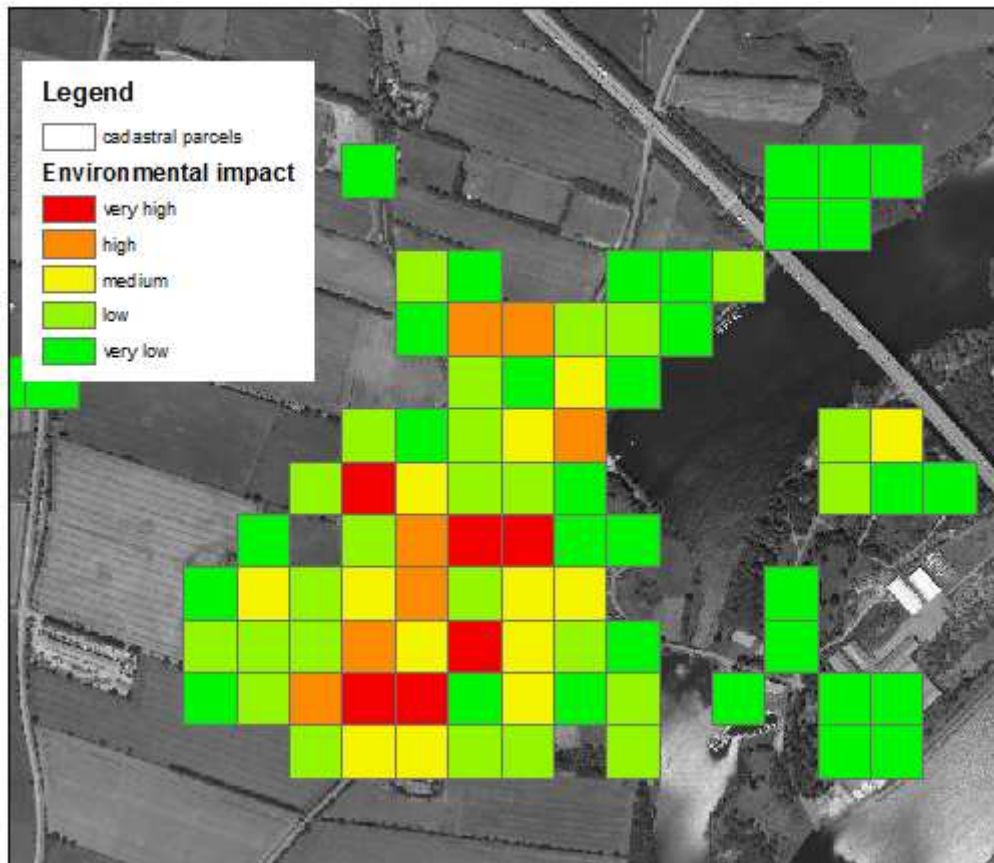 Legend
cadastral parcels
Environmental impact
very high
high
medium
low
very low